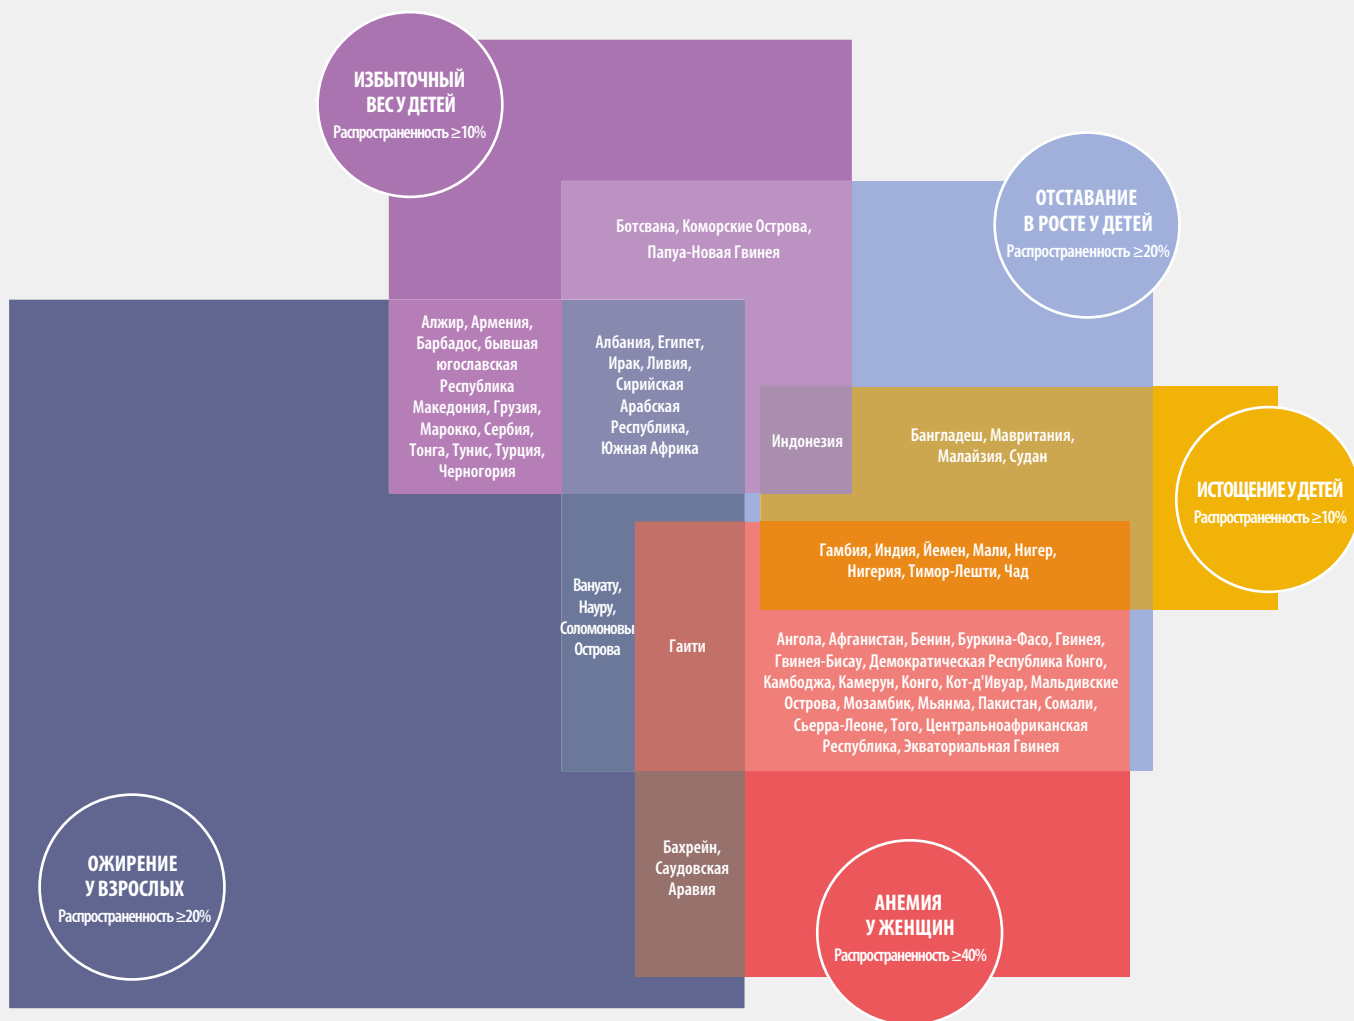 ИЗБЫТОЧНЫЙ
ВЕС У ДЕТЕЙ
Распространенность ≥10%
ОТСТАВАНИЕ
В РОСТЕ У ДЕТЕЙ
Распространенность ≥20%
Ботсвана, Коморские Острова,
Папуа-Новая Гвинея
Алжир, Армения,
Барбадос, бывшая
югославская
Республика
Македония, Грузия,
Марокко, Сербия,
Тонга, Тунис, Турция,
Черногория
Албания, Египет,
Ирак, Ливия,
Сирийская
Арабская
Республика,
Южная Африка
Индонезия
Бангладеш, Мавритания,
Малайзия, Судан
ИСТОЩЕНИЕ У ДЕТЕЙ
Распространенность ≥10%
Гамбия, Индия, Йемен, Мали, Нигер,
Нигерия, Тимор-Лешти, Чад
Вануату,
Науру,
Соломоновы
Острова
Гаити
Ангола, Афганистан, Бенин, Буркина-Фасо, Гвинея,
Гвинея-Бисау, Демократическая Республика Конго,
Камбоджа, Камерун, Конго, Кот-д'Ивуар, Мальдивские
Острова, Мозамбик, Мьянма, Пакистан, Сомали,
Сьерра-Леоне, Того, Центральноафриканская
Республика, Экваториальная Гвинея
Бахрейн,
Саудовская
Аравия
ОЖИРЕНИЕ
У ВЗРОСЛЫХ
Распространенность ≥20%
АНЕМИЯ
У ЖЕНЩИН
Распространенность ≥40%